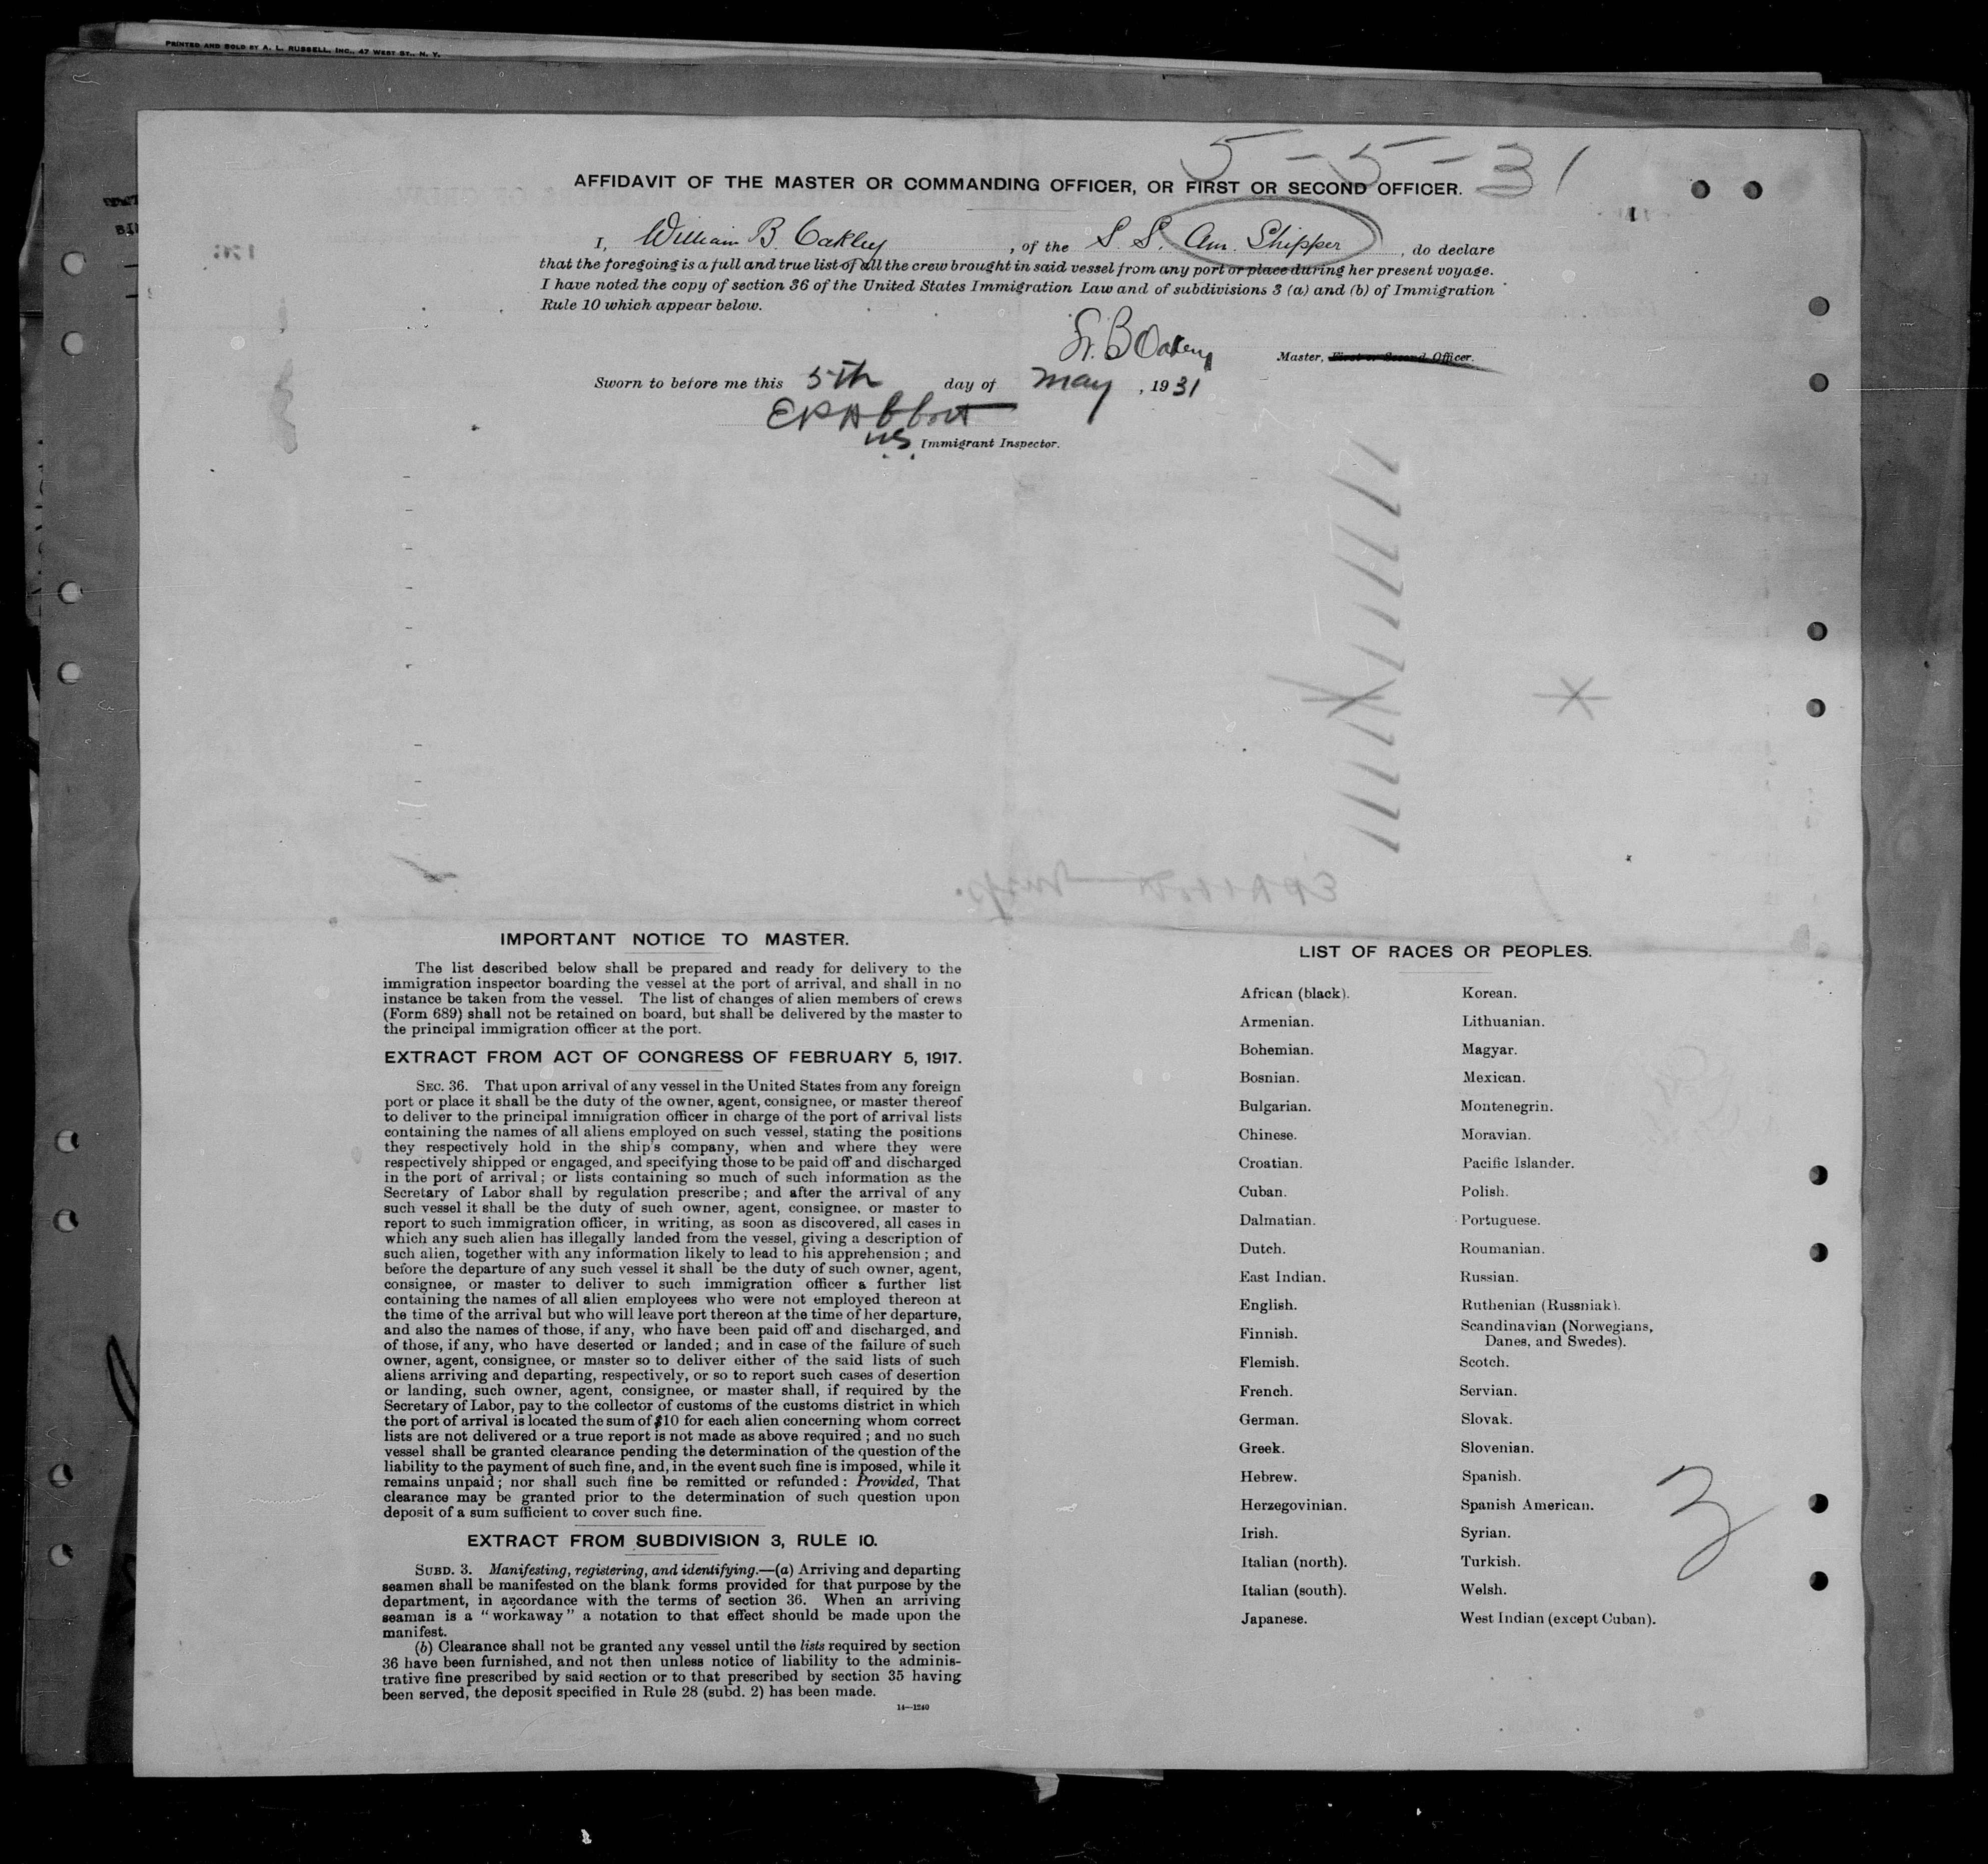 PRINTED AND SOLD BY A. L. RUSSELL, INC., 47 WEST ST., N. Y.
5-5-31
AFFIDAVIT OF THE MASTER OR COMMANDING OFFICER, OR FIRST OR SECOND OFFICER.
I, William B. Oakley, of the S. S. Am. Shipper, do declare
that the foregoing is a full and true list of all the crew brought in said vessel from any port or place during her present voyage.
I have noted the copy of section 36 of the United States Immigration Law and of subdivisions 3 (a) and (b) of Immigration
Rule 10 which appear below.
W. B Oakley Master, First or Second Officer.
Sworn to before me this 5th day of May, 1931
E R Abbott
US Immigrant Inspector.
IMPORTANT NOTICE TO MASTER.
The list described below shall be prepared and ready for delivery to the
immigration inspector boarding the vessel at the port of arrival, and shall in no
instance be taken from the vessel. The list of changes of alien members of crews
(Form 689) shall not be retained on board, but shall be delivered by the master to
the principal immigration officer at the port.
EXTRACT FROM ACT OF CONGRESS OF FEBRUARY 5, 1917.
SEC. 36. That upon arrival of any vessel in the United States from any foreign
port or place it shall be the duty of the owner, agent, consignee, or master thereof
to deliver to the principal immigration officer in charge of the port of arrival lists
containing the names of all aliens employed on such vessel, stating the positions
they respectively hold in the ship's company, when and where they were
respectively shipped or engaged, and specifying those to be paid off and discharged
in the port of arrival; or lists containing so much of such information as the
Secretary of Labor shall by regulation prescribe; and after the arrival of any
such vessel it shall be the duty of such owner, agent, consignee, or master to
report to such immigration officer, in writing, as soon as discovered, all cases in
which any such alien has illegally landed from the vessel, giving a description of
such alien, together with any information likely to lead to his apprehension; and
before the departure of any such vessel it shall be the duty of such owner, agent,
consignee, or master to deliver to such immigration officer a further list
containing the names of all alien employees who were not employed thereon at
the time of the arrival but who will leave port thereon at the time of her departure,
and also the names of those, if any, who have been paid off and discharged, and
of those, if any, who have deserted or landed; and in case of the failure of such
owner, agent, consignee, or master so to deliver either of the said lists of such
aliens arriving and departing, respectively, or so to report such cases of desertion
or landing, such owner, agent, consignee, or master shall, if required by the
Secretary of Labor, pay to the collector of customs of the customs district in which
the port of arrival is located the sum of $10 for each alien concerning whom correct
lists are not delivered or a true report is not made as above required; and no such
vessel shall be granted clearance pending the determination of the question of the
liability to the payment of such fine, and, in the event such fine is imposed, while it
remains unpaid; nor shall such fine be remitted or refunded: Provided, That
clearance may be granted prior to the determination of such question upon
deposit of a sum sufficient to cover such fine.
EXTRACT FROM SUBDIVISION 3, RULE 10.
SUBD. 3. Manifesting, registering, and identifying.—(a) Arriving and departing
seamen shall be manifested on the blank forms provided for that purpose by the
department, in accordance with the terms of section 36. When an arriving
seaman is a "workaway" a notation to that effect should be made upon the
manifest.
(b) Clearance shall not be granted any vessel until the lists required by section
36 have been furnished, and not then unless notice of liability to the adminis-
trative fine prescribed by said section or to that prescribed by section 35 having
been served, the deposit specified in Rule 28 (subd. 2) has been made.
14—1240
LIST OF RACES OR PEOPLES.
African (black).
Armenian.
Bohemian.
Bosnian.
Bulgarian.
Chinese.
Croatian.
Cuban.
Dalmatian.
Dutch.
East Indian.
English.
Finnish.
Flemish.
French.
German.
Greek.
Hebrew.
Herzegovinian.
Irish.
Italian (north).
Italian (south).
Japanese.
Korean.
Lithuanian.
Magyar.
Mexican.
Montenegrin.
Moravian.
Pacific Islander.
Polish.
Portuguese.
Roumanian.
Russian.
Ruthenian (Russniak).
Scandinavian (Norwegians,
Danes, and Swedes).
Scotch.
Servian.
Slovak.
Slovenian.
Spanish.
Spanish American.
Syrian.
Turkish.
Welsh.
West Indian (except Cuban).
3